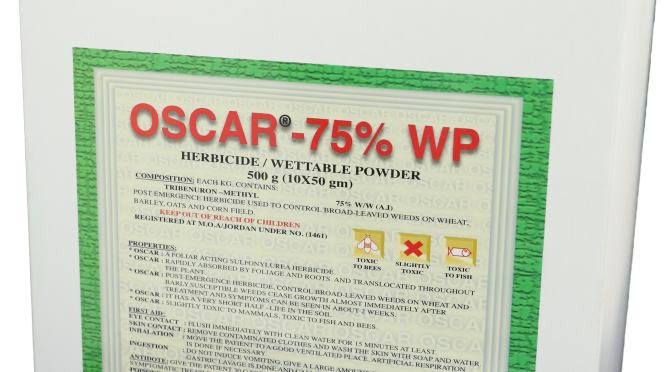 OSCAR®-75% WP
HERBICIDE / WETTABLE POWDER
500 g (10X50 gm)
COMPOSITION: EACH KG. CONTAINS:
TRIBENURON -METHYL 75% W/W (A.I)
POST-EMERGENCE HERBICIDE USED TO CONTROL BROAD-LEAVED WEEDS ON WHEAT,
BARLEY, OATS AND CORN FIELD.
KEEP OUT OF REACH OF CHILDREN
REGISTERED AT M.O.A/JORDAN UNDER NO. (1461)
TOXIC
TO BEES
SLIGHTLY
TOXIC
TOXIC
TO FISH
PROPERTIES:
* OSCAR : A FOLIAR ACTING SULPONYLUREA HERBICIDE
* OSCAR : RAPIDLY ABSORBED BY FOLIAGE AND ROOTS AND TRANSLOCATED THROUGHOUT
THE PLANT.
* OSCAR : POST-EMERGENCE HERBICIDE, CONTROL BROAD-LEAVED WEEDS ON WHEAT AND
BARLY SUSCEPTIBLE WEEDS CEASE GROWTH ALMOST IMMEDIATELY AFTER
TREATMENT AND SYMPTOMS CAN BE SEEN IN ABOUT 2 WEEKS.
* OSCAR : IT HAS A VERY SHORT HALF -LIFE IN THE SOIL.
* OSCAR : SLIGHTLY TOXIC TO MAMMALS, TOXIC TO FISH AND BEES.
FIRST AID:
EYE CONTACT : FLUSH IMMEDIATELY WITH CLEAN WATER FOR 15 MINUTES AT LEAST.
SKIN CONTACT : REMOVE CONTAMINATED CLOTHES AND WASH THE SKIN WITH SOAP AND WATER
INHALATION : MOVE THE PATIENT TO A GOOD VENTILATED PLACE. ARTIFICIAL RESPIRATION
IS DONE IF NECESSARY
INGESTION : DO NOT INDUCE VOMITING. GIVE A LARGE AMOUNT
GASTRIC LAVAGE IS DONE AND
ANTIDOTE: GIVE THE PATIENT
SYMPTOMATIC